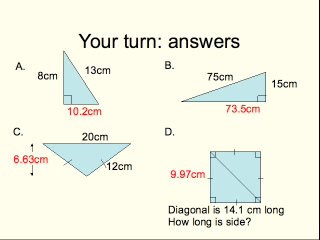 Your turn: answers
A.
8cm
13cm
10.2cm
B.
75cm
15cm
73.5cm
C.
20cm
6.63cm
12cm
D.
9.97cm
Diagonal is 14.1 cm long
How long is side?